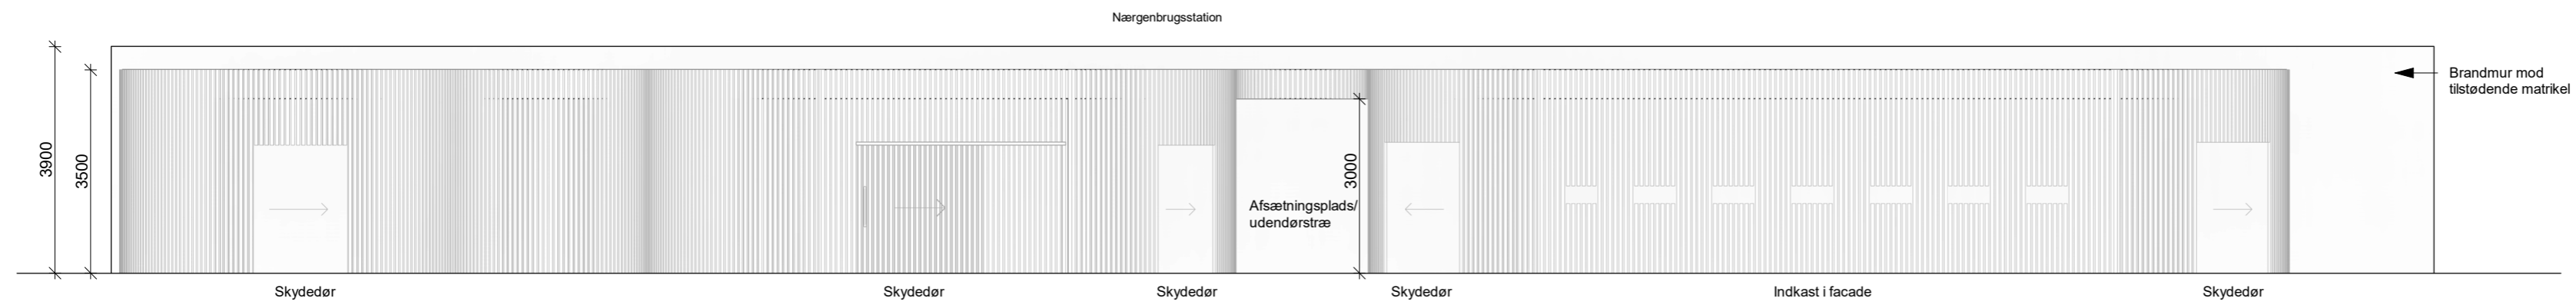 Nærgenbrugsstation
Brandmur mod
tilstødende matrikel
3900
3500
3000
Afsætningsplads/
udendørstræ
Skydedør
Skydedør
Skydedør
Skydedør
Indkast i facade
Skydedør